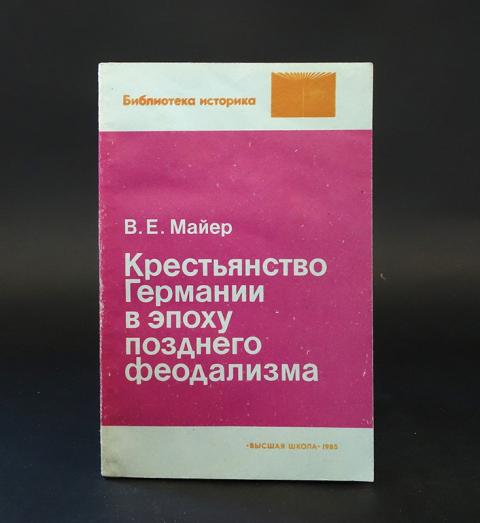 Библиотека историка
В. Е. Майер
Крестьянство
Германии
в эпоху
позднего
феодализма
«ВЫСШАЯ ШКОЛА» 1985